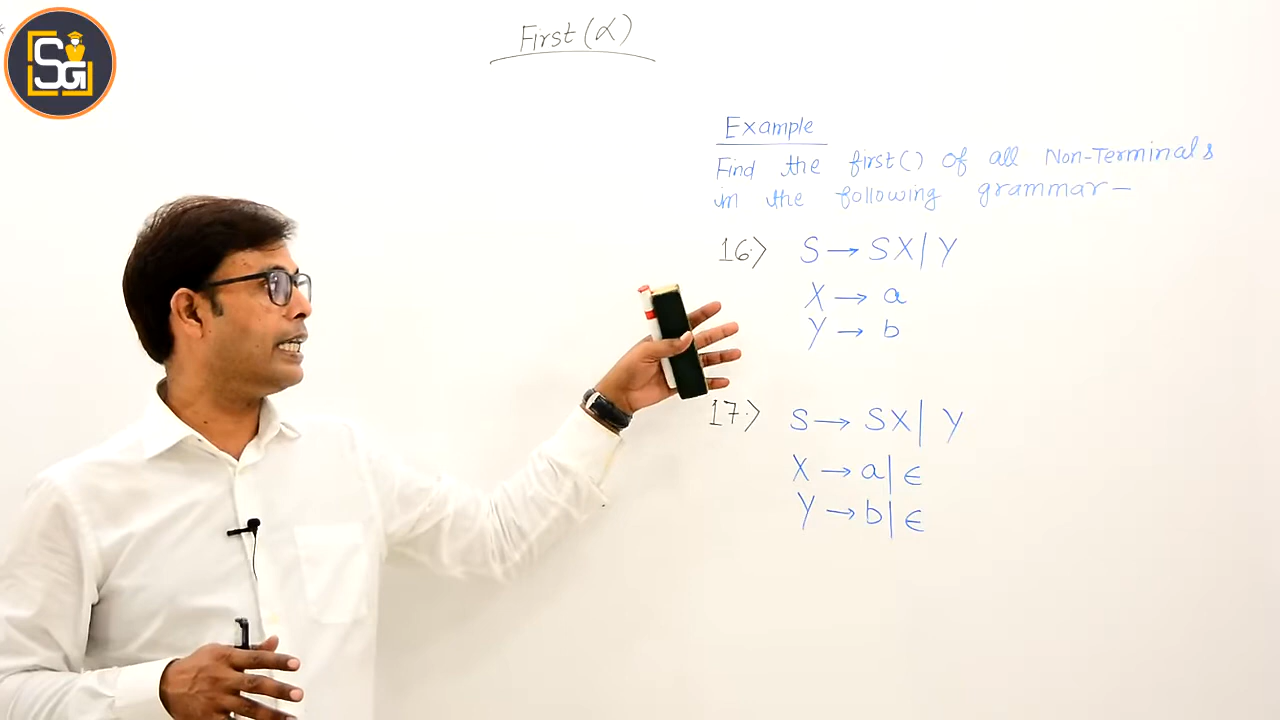 SG
First (α)
Example
Find the first() of all Non-Terminals
in the following grammar-
16:> S → SX | Y
X → a
Y → b
17:> S → SX | Y
X → a | ϵ
Y → b | ϵ